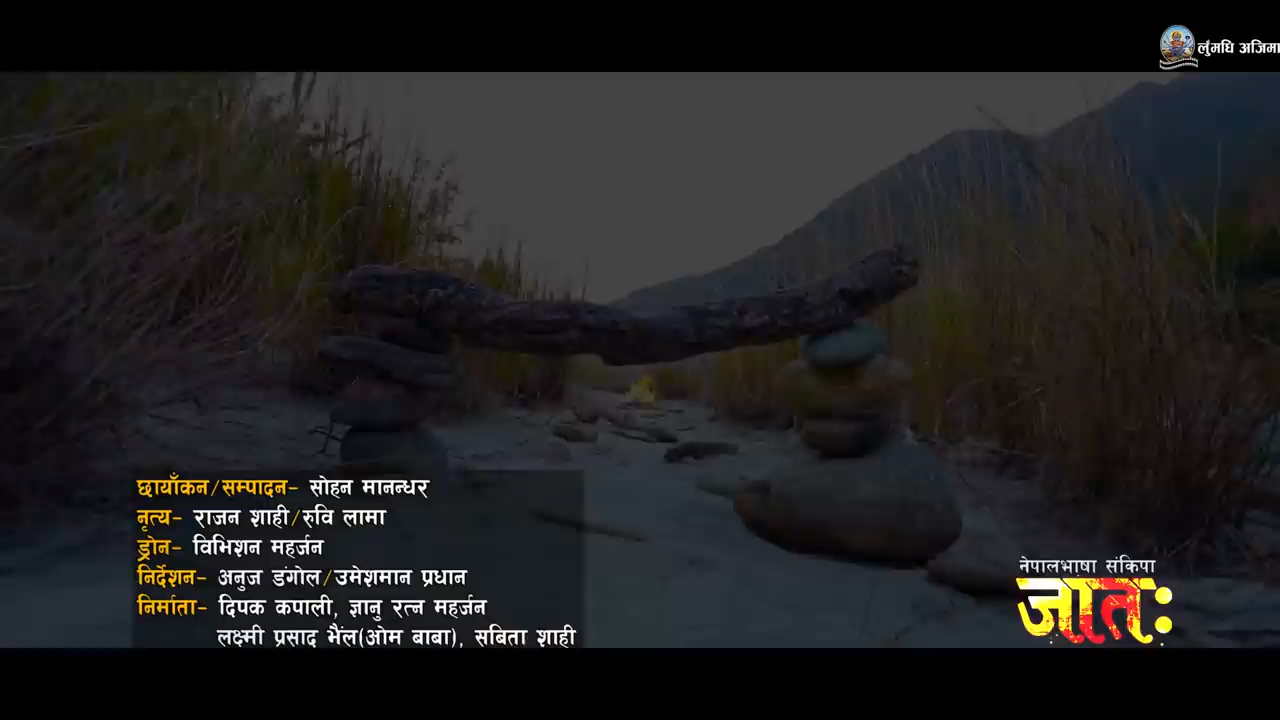 लुँमधि अजिमा
छायाँकन/सम्पादन- सोहन मानन्धर
नृत्य- राजन शाही/रुवि लामा
ड्रोन- विभिशन महर्जन
निर्देशन- अनुज डंगोल/उमेशमान प्रधान
निर्माता- द्विपक कपाली, ज्ञानु रत्न महर्जन
लक्ष्मी प्रसाद भैंल(ओम बाबा), सबिता शाही
नेपालभाषा संकिपा
जातः